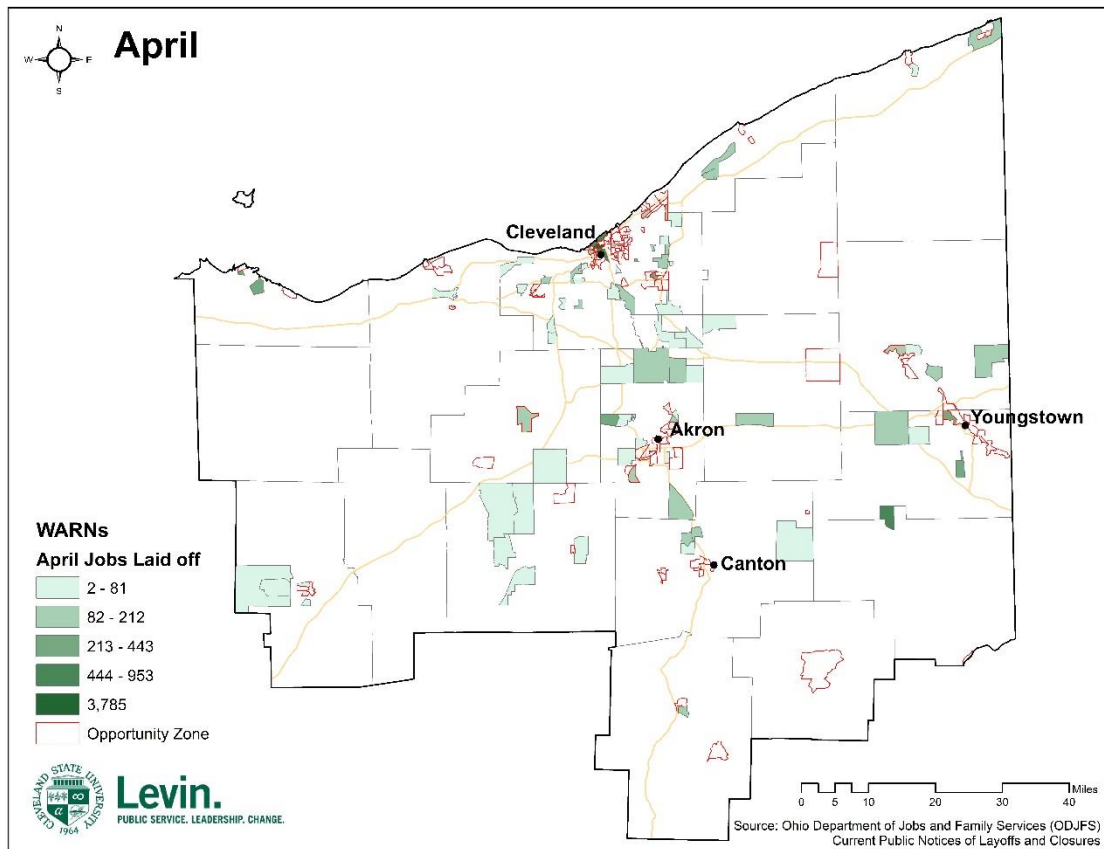 April
N
W E
S
Cleveland
Akron
Youngstown
Canton
WARNs
April Jobs Laid off
2 - 81
82 - 212
213 - 443
444 - 953
3,785
Opportunity Zone
CLEVELAND STATE UNIVERSITY
1964
Levin.
PUBLIC SERVICE. LEADERSHIP. CHANGE.
Miles
0 5 10 20 30 40
Source: Ohio Department of Jobs and Family Services (ODJFS)
Current Public Notices of Layoffs and Closures